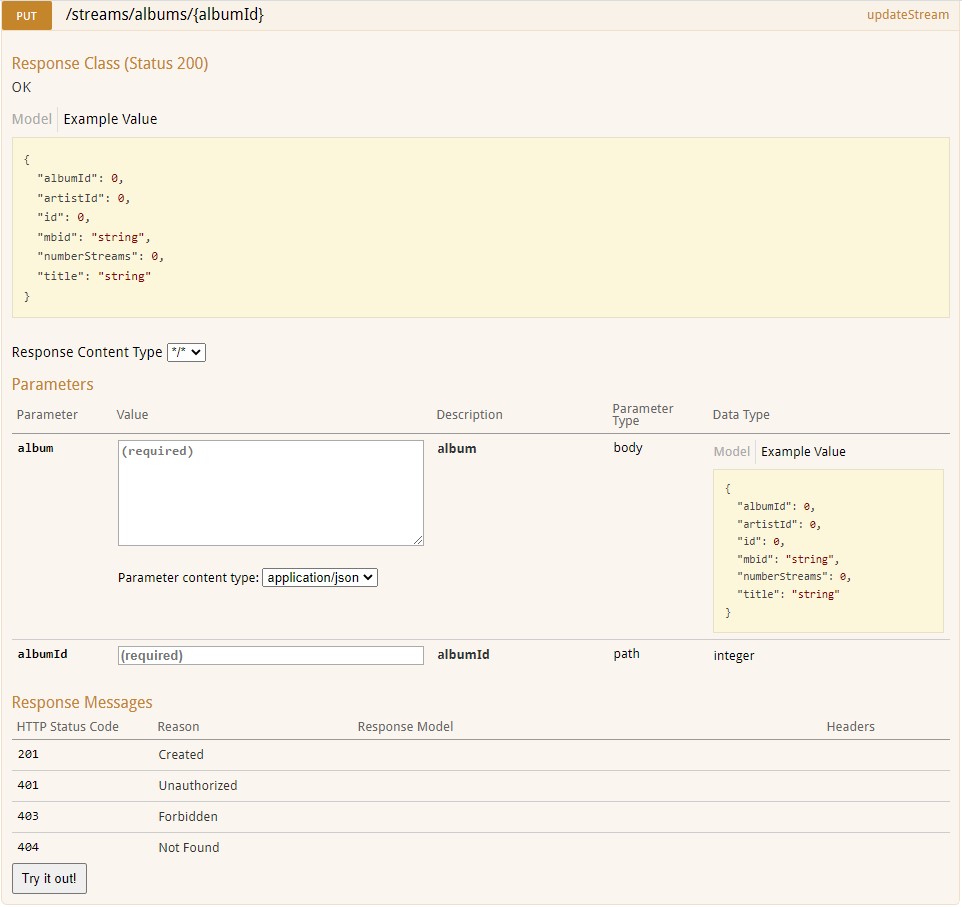 PUT /streams/albums/{albumId} updateStream
Response Class (Status 200)
OK
Model Example Value
{
"albumId": 0,
"artistId": 0,
"id": 0,
"mbid": "string",
"numberStreams": 0,
"title": "string"
}
Response Content Type */*
Parameters
Parameter Value Description Parameter Type Data Type
album (required) album body Model Example Value
{
"albumId": 0,
"artistId": 0,
"id": 0,
"mbid": "string",
"numberStreams": 0,
"title": "string"
}
Parameter content type: application/json
albumId (required) albumId path integer
Response Messages
HTTP Status Code Reason Response Model Headers
201 Created
401 Unauthorized
403 Forbidden
404 Not Found
Try it out!